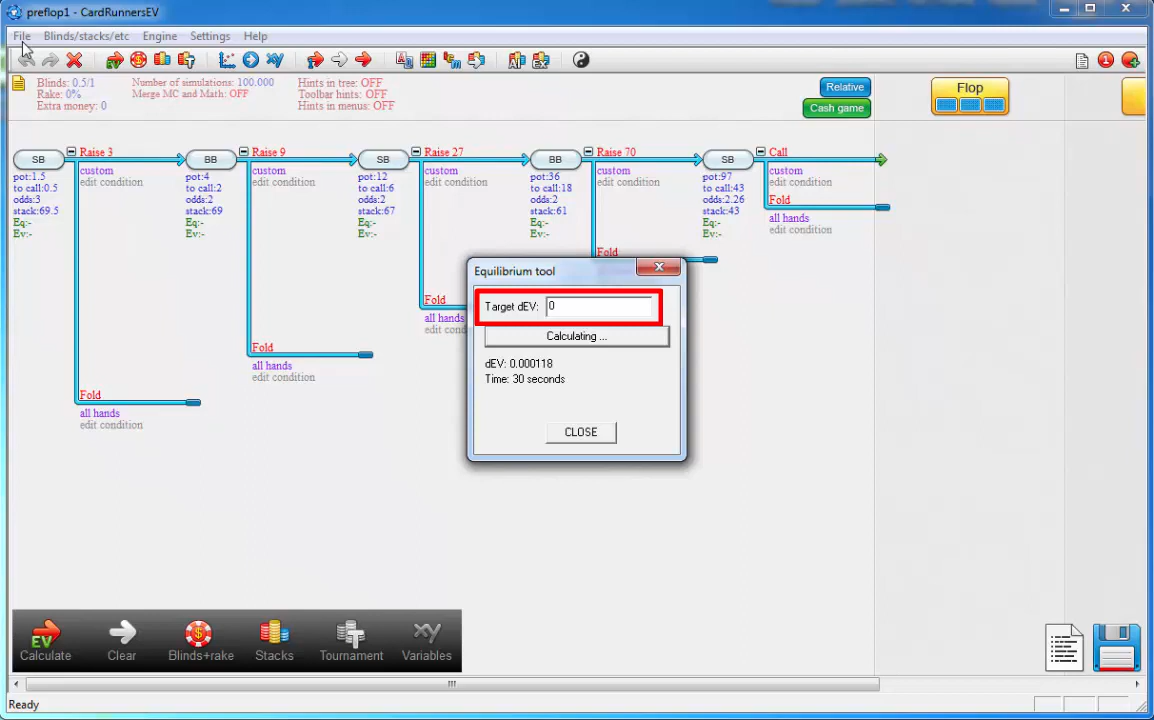 preflop1 - CardRunnersEV
File Blinds/stacks/etc Engine Settings Help
Blinds: 0.5/1
Rake: 0%
Extra money: 0
Number of simulations: 100.000
Merge MC and Math: OFF
Hints in tree: OFF
Toolbar hints: OFF
Hints in menus: OFF
Relative
Cash game
Flop
SB
pot:1.5
to call:0.5
odds:3
stack:69.5
Eq:-
Ev:-
Raise 3
custom
edit condition
Fold
all hands
edit condition
BB
pot:4
to call:2
odds:2
stack:69
Eq:-
Ev:-
Raise 9
custom
edit condition
Fold
all hands
edit condition
SB
pot:12
to call:6
odds:2
stack:67
Eq:-
Ev:-
Raise 27
custom
edit condition
Fold
all hands
BB
pot:36
to call:18
odds:2
stack:61
Eq:-
Ev:-
Raise 70
custom
edit condition
Fold
SB
pot:97
to call:43
odds:2.26
stack:43
Eq:-
Ev:-
Call
custom
edit condition
Fold
all hands
edit condition
Equilibrium tool
Target dEV: 0
Calculating ...
dEV: 0.000118
Time: 30 seconds
CLOSE
EV
Calculate
Clear
Blinds+rake
Stacks
Tournament
Variables
Ready